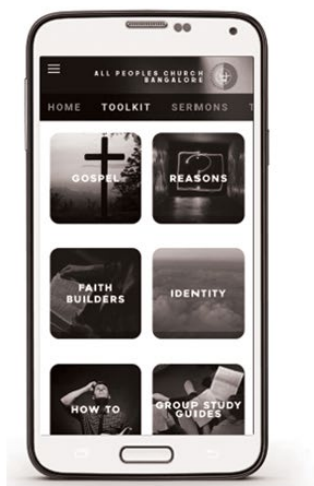 ALL PEOPLES CHURCH
BANGALORE
HOME TOOLKIT SERMONS T
GOSPEL
REASONS
FAITH
BUILDERS
IDENTITY
HOW TO
GROUP STUDY
GUIDES